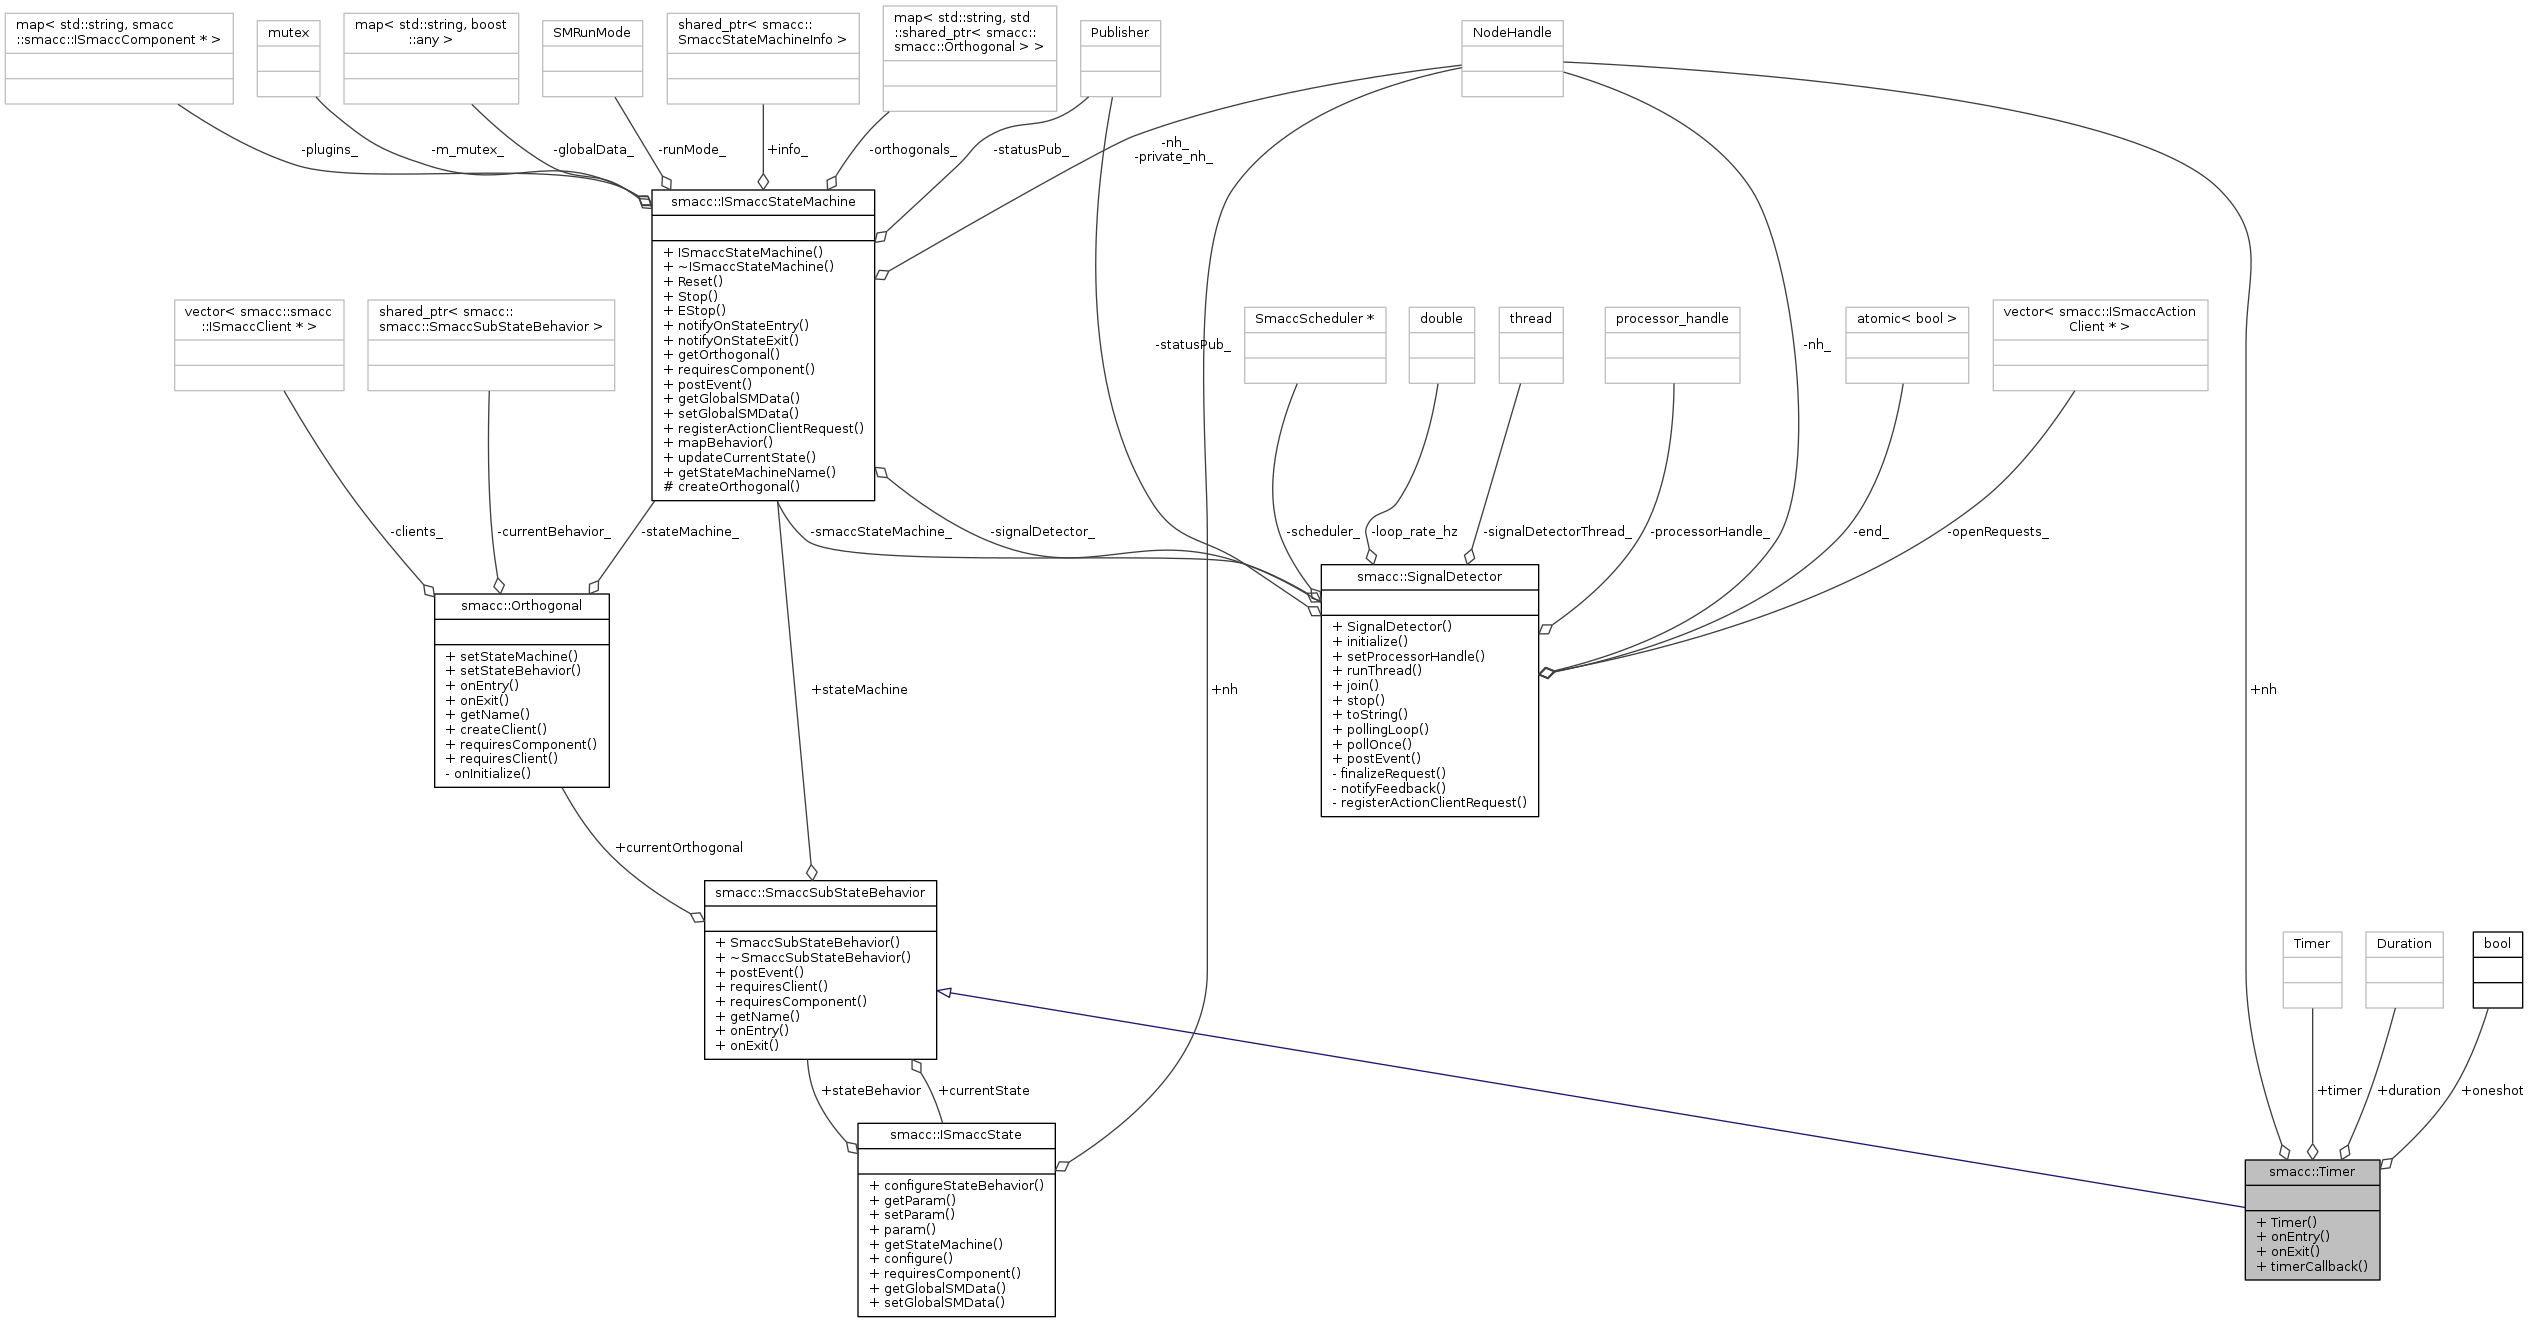 map< std::string, smacc
::smacc::ISmaccComponent * >
mutex
map< std::string, boost
::any >
SMRunMode
shared_ptr< smacc::
SmaccStateMachineInfo >
map< std::string, std
::shared_ptr< smacc::
smacc::Orthogonal > >
Publisher
NodeHandle
-plugins_
-m_mutex_
-globalData_
-runMode_
+info_
-orthogonals_
-statusPub_
-nh_
-private_nh_
smacc::ISmaccStateMachine
+ ISmaccStateMachine()
+ ~ISmaccStateMachine()
+ Reset()
+ Stop()
+ EStop()
+ notifyOnStateEntry()
+ notifyOnStateExit()
+ getOrthogonal()
+ requiresComponent()
+ postEvent()
+ getGlobalSMData()
+ setGlobalSMData()
+ registerActionClientRequest()
+ mapBehavior()
+ updateCurrentState()
+ getStateMachineName()
# createOrthogonal()
vector< smacc::smacc
::ISmaccClient * >
shared_ptr< smacc::
smacc::SmaccSubStateBehavior >
SmaccScheduler *
double
thread
processor_handle
atomic< bool >
vector< smacc::ISmaccAction
Client * >
-statusPub_
-nh_
-clients_
-currentBehavior_
-stateMachine_
-smaccStateMachine_
-signalDetector_
-scheduler_
-loop_rate_hz
-signalDetectorThread_
-processorHandle_
-end_
-openRequests_
smacc::Orthogonal
+ setStateMachine()
+ setStateBehavior()
+ onEntry()
+ onExit()
+ getName()
+ createClient()
+ requiresComponent()
+ requiresClient()
- onInitialize()
smacc::SignalDetector
+ SignalDetector()
+ initialize()
+ setProcessorHandle()
+ runThread()
+ join()
+ stop()
+ toString()
+ pollingLoop()
+ pollOnce()
+ postEvent()
- finalizeRequest()
- notifyFeedback()
- registerActionClientRequest()
+stateMachine
+nh
+nh
+currentOrthogonal
smacc::SmaccSubStateBehavior
+ SmaccSubStateBehavior()
+ ~SmaccSubStateBehavior()
+ postEvent()
+ requiresClient()
+ requiresComponent()
+ getName()
+ onEntry()
+ onExit()
Timer
Duration
bool
+stateBehavior
+currentState
+timer
+duration
+oneshot
smacc::ISmaccState
+ configureStateBehavior()
+ getParam()
+ setParam()
+ param()
+ getStateMachine()
+ configure()
+ requiresComponent()
+ getGlobalSMData()
+ setGlobalSMData()
smacc::Timer
+ Timer()
+ onEntry()
+ onExit()
+ timerCallback()